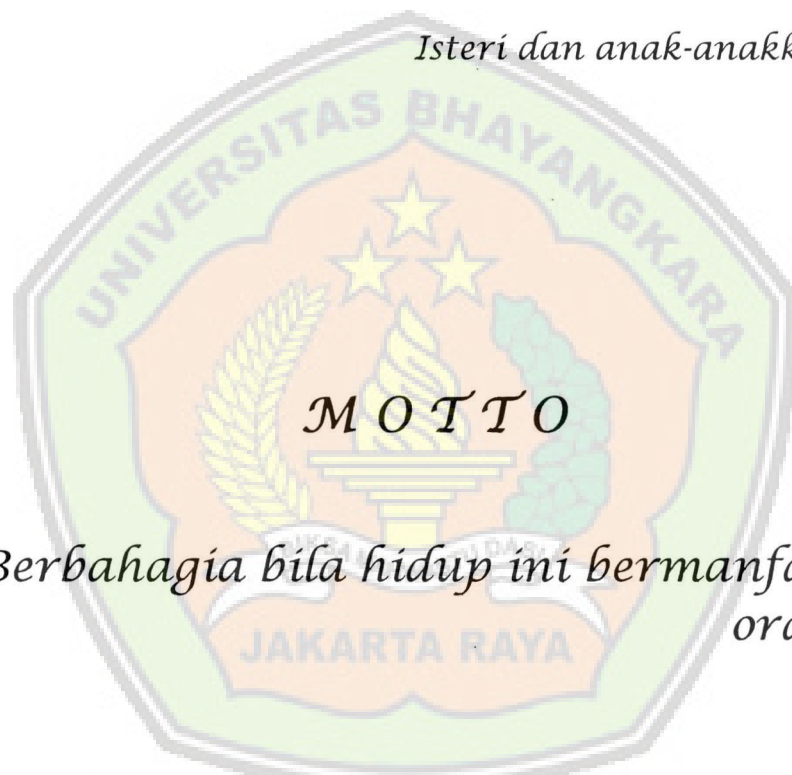 Isteri dan anak-anakk
UNIVERSITAS BHAYANGKARA
M O T T O
Berbahagia bila hidup ini bermanfa
ora
JAKARTA RAYA